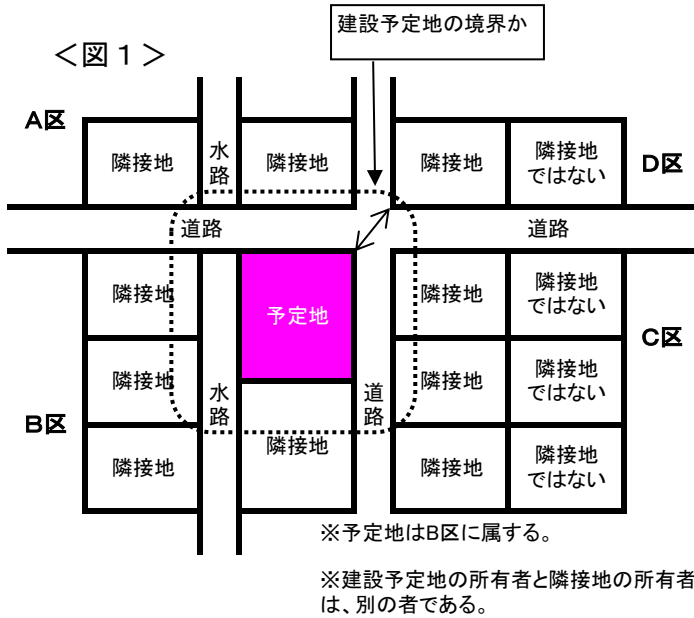 建設予定地の境界か
<図1>
A区
隣接地
水
路
隣接地
隣接地
隣接地
ではない
D区
道路
道路
隣接地
予定地
隣接地
隣接地
ではない
C区
隣接地
水
路
道
路
隣接地
隣接地
ではない
B区
隣接地
隣接地
隣接地
隣接地
ではない
※予定地はB区に属する。
※建設予定地の所有者と隣接地の所有者
は、別の者である。